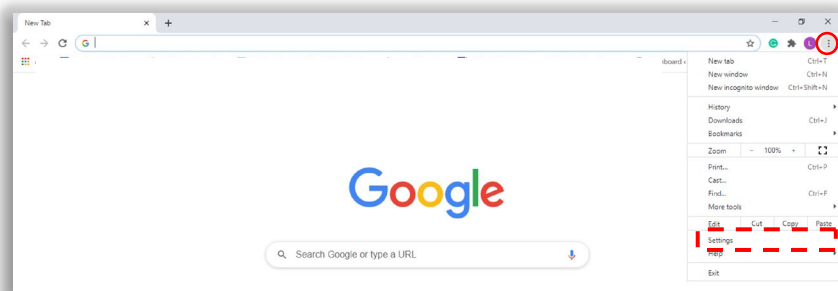 New Tab
G
L
board
New tab Ctrl+T
New window Ctrl+N
New incognito window Ctrl+Shift+N
History
Downloads Ctrl+J
Bookmarks
Zoom - 100% +
Print... Ctrl+P
Cast...
Find... Ctrl+F
More tools
Edit Cut Copy Paste
Settings
Help
Exit
Google
Search Google or type a URL